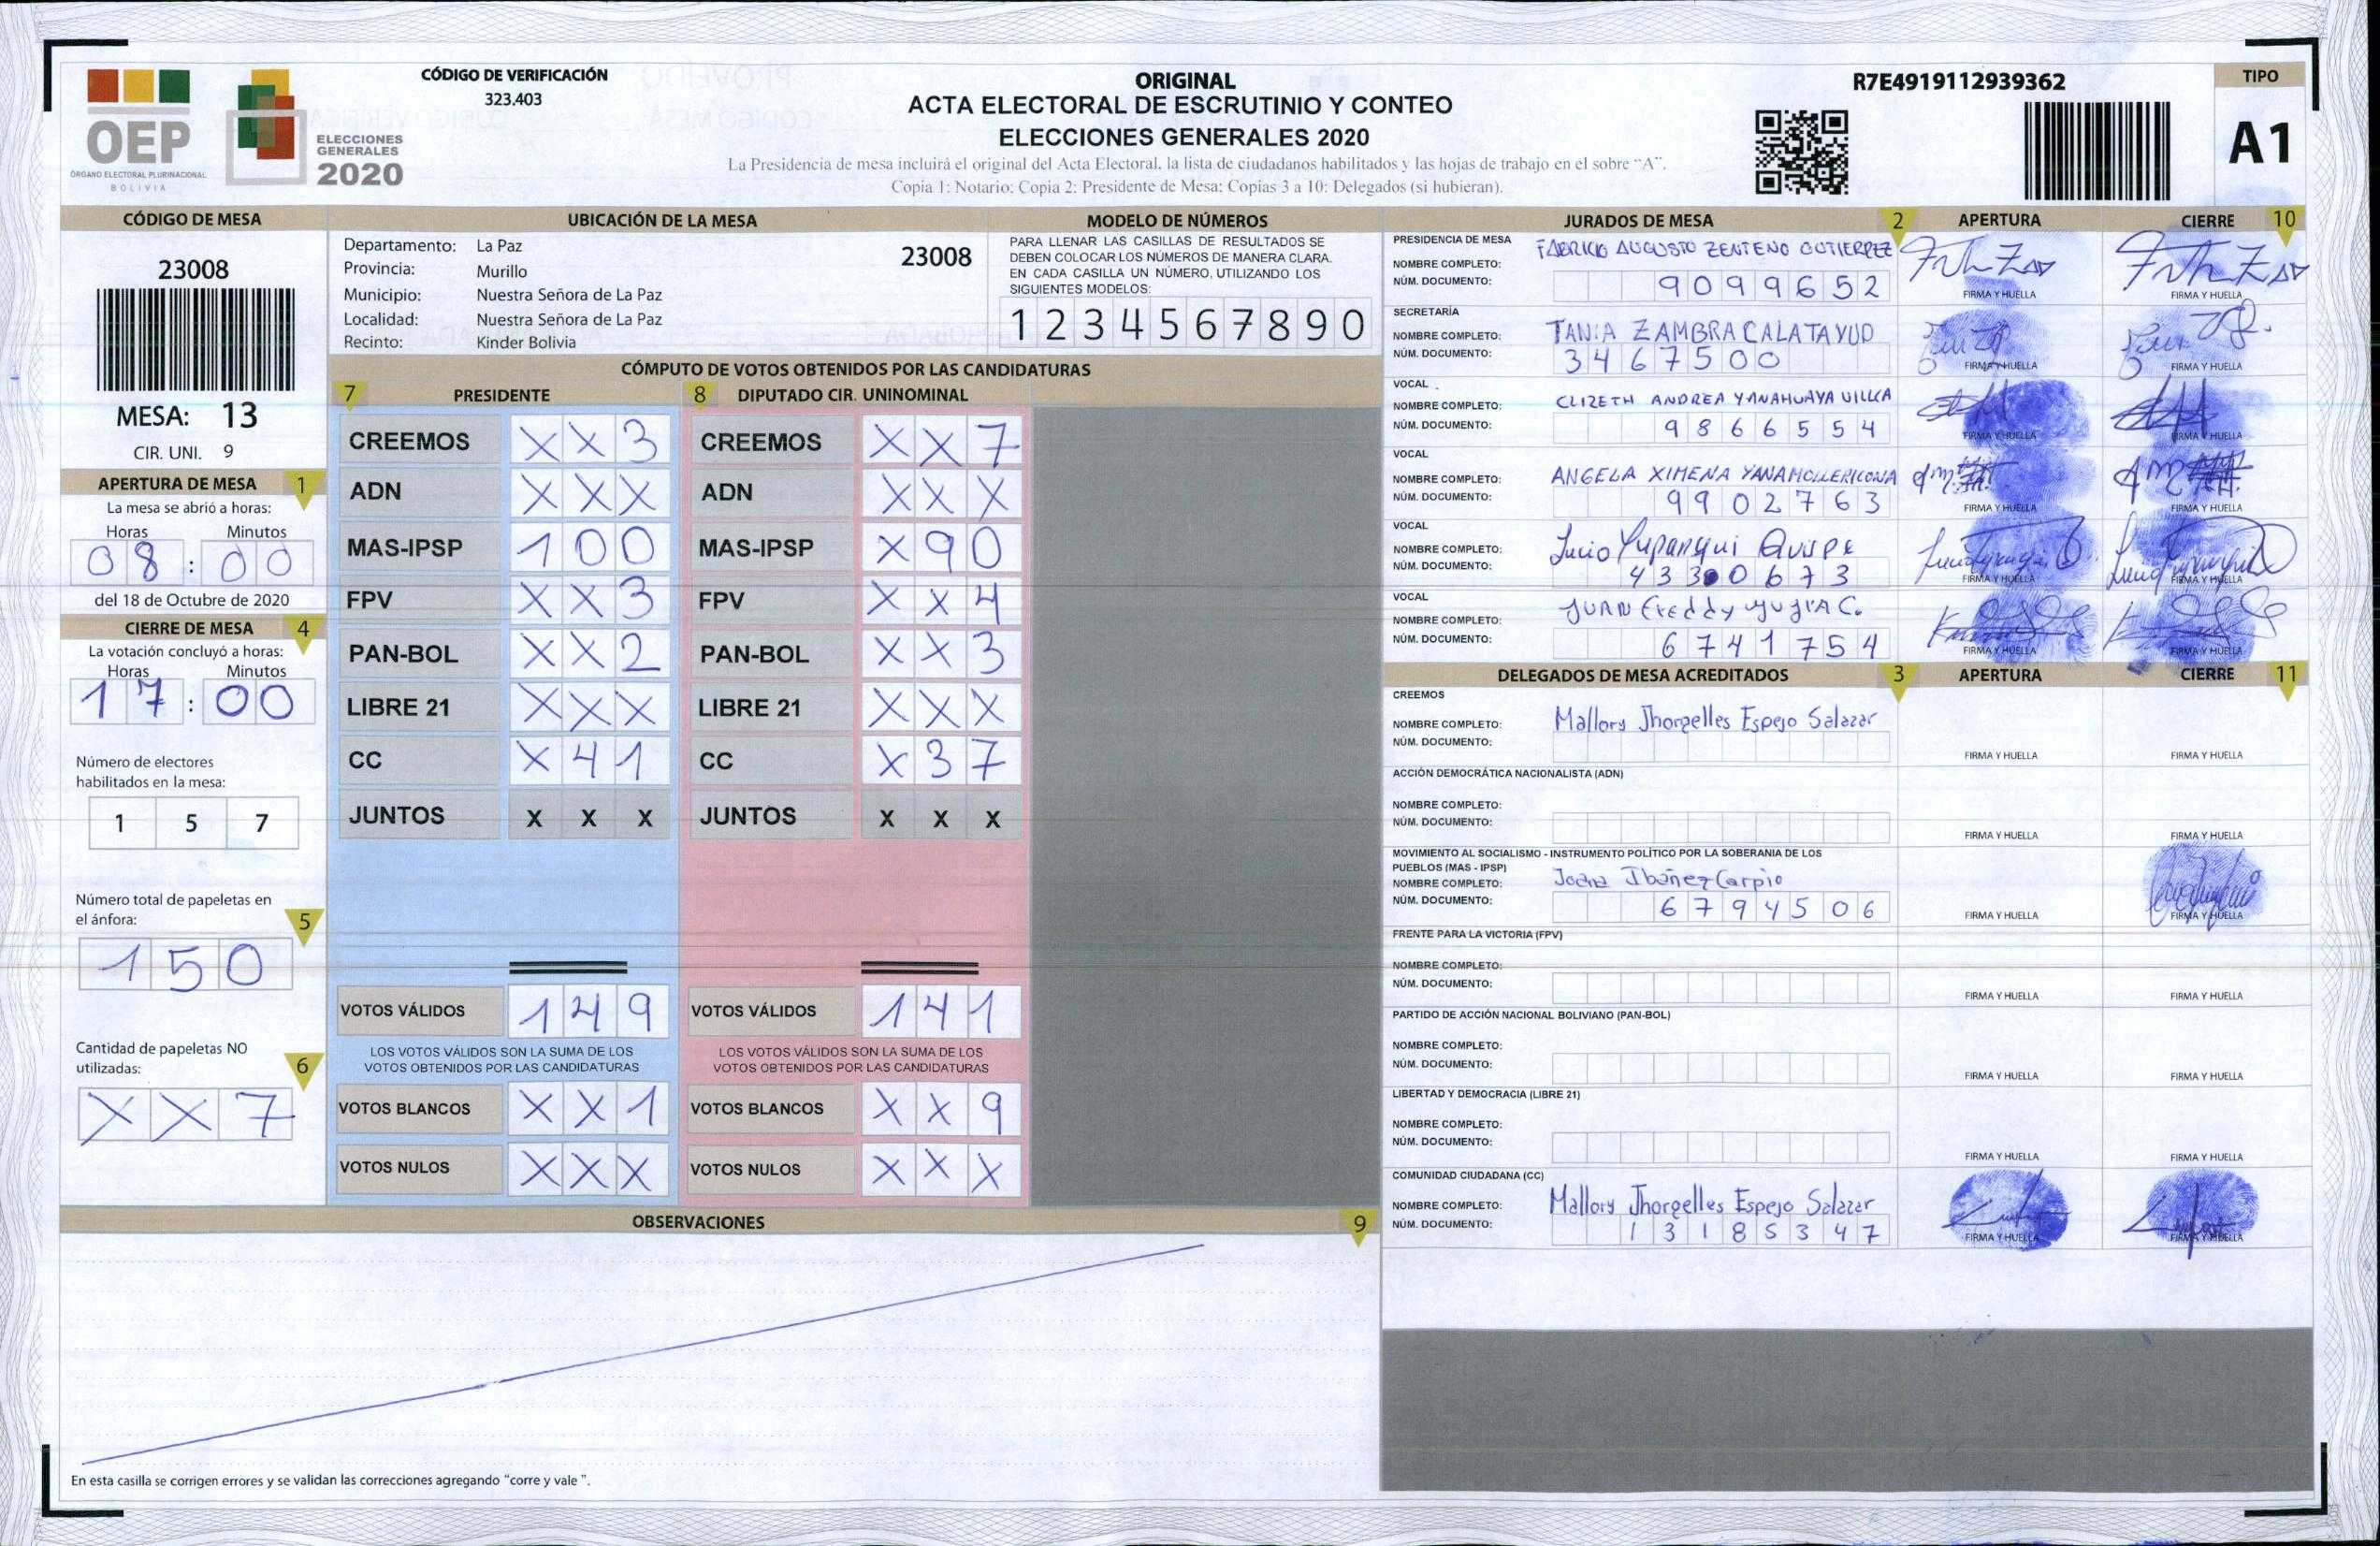 OEP
ÓRGANO ELECTORAL PLURINACIONAL
BOLIVIA
ELECCIONES
GENERALES
2020
CÓDIGO DE VERIFICACIÓN
323.403
ORIGINAL
ACTA ELECTORAL DE ESCRUTINIO Y CONTEO
ELECCIONES GENERALES 2020
La Presidencia de mesa incluirá el original del Acta Electoral, la lista de ciudadanos habilitados y las hojas de trabajo en el sobre "A".
Copia 1: Notario; Copia 2: Presidente de Mesa; Copias 3 a 10: Delegados (si hubieran).
R7E4919112939362
TIPO
A1
CÓDIGO DE MESA
23008
MESA: 13
CIR. UNI. 9
APERTURA DE MESA 1
La mesa se abrió a horas:
Horas Minutos
08:00
del 18 de Octubre de 2020
CIERRE DE MESA 4
La votación concluyó a horas:
Horas Minutos
17:00
Número de electores
habilitados en la mesa:
1 5 7
Número total de papeletas en
el ánfora: 5
1 5 0
Cantidad de papeletas NO
utilizadas: 6
X X 7
UBICACIÓN DE LA MESA
Departamento: La Paz 23008
Provincia: Murillo
Municipio: Nuestra Señora de La Paz
Localidad: Nuestra Señora de La Paz
Recinto: Kinder Bolivia
MODELO DE NÚMEROS
PARA LLENAR LAS CASILLAS DE RESULTADOS SE
DEBEN COLOCAR LOS NÚMEROS DE MANERA CLARA.
EN CADA CASILLA UN NÚMERO, UTILIZANDO LOS
SIGUIENTES MODELOS:
1 2 3 4 5 6 7 8 9 0
CÓMPUTO DE VOTOS OBTENIDOS POR LAS CANDIDATURAS
7 PRESIDENTE 8 DIPUTADO CIR. UNINOMINAL
CREEMOS X X 3 CREEMOS X X 7
ADN X X X ADN X X X
MAS-IPSP 1 0 0 MAS-IPSP X 9 0
FPV X X 3 FPV X X 4
PAN-BOL X X 2 PAN-BOL X X 3
LIBRE 21 X X X LIBRE 21 X X X
CC X 4 1 CC X 3 7
JUNTOS X X X JUNTOS X X X
VOTOS VÁLIDOS 1 4 9 VOTOS VÁLIDOS 1 4 1
LOS VOTOS VÁLIDOS SON LA SUMA DE LOS LOS VOTOS VÁLIDOS SON LA SUMA DE LOS
VOTOS OBTENIDOS POR LAS CANDIDATURAS VOTOS OBTENIDOS POR LAS CANDIDATURAS
VOTOS BLANCOS X X 1 VOTOS BLANCOS X X 9
VOTOS NULOS X X X VOTOS NULOS X X X
OBSERVACIONES 9
En esta casilla se corrigen errores y se validan las correcciones agregando "corre y vale ".
JURADOS DE MESA 2 APERTURA CIERRE 10
PRESIDENCIA DE MESA
NOMBRE COMPLETO: FABRICIO AUGUSTO ZENTENO GUTIERREZ
NÚM. DOCUMENTO: 9099652
FIRMA Y HUELLA FIRMA Y HUELLA
SECRETARÍA
NOMBRE COMPLETO: TANIA ZAMBRA CALATAYUD
NÚM. DOCUMENTO: 3467500
FIRMA Y HUELLA FIRMA Y HUELLA
VOCAL
NOMBRE COMPLETO: CLIZETH ANDREA YANAHUAYA VILLCA
NÚM. DOCUMENTO: 9866554
FIRMA Y HUELLA FIRMA Y HUELLA
VOCAL
NOMBRE COMPLETO: ANGELA XIMENA YANAMOLLERICONA
NÚM. DOCUMENTO: 9902763
FIRMA Y HUELLA FIRMA Y HUELLA
VOCAL
NOMBRE COMPLETO: Lucio Yupanqui Quispe
NÚM. DOCUMENTO: 43300673
FIRMA Y HUELLA FIRMA Y HUELLA
VOCAL
NOMBRE COMPLETO: JUAN Freddy C.
NÚM. DOCUMENTO: 6741754
FIRMA Y HUELLA FIRMA Y HUELLA
DELEGADOS DE MESA ACREDITADOS 3 APERTURA CIERRE 11
CREEMOS
NOMBRE COMPLETO: Mallory Jhorgelles Espejo Salazar
NÚM. DOCUMENTO:
FIRMA Y HUELLA FIRMA Y HUELLA
ACCIÓN DEMOCRÁTICA NACIONALISTA (ADN)
NOMBRE COMPLETO:
NÚM. DOCUMENTO:
FIRMA Y HUELLA FIRMA Y HUELLA
MOVIMIENTO AL SOCIALISMO - INSTRUMENTO POLÍTICO POR LA SOBERANIA DE LOS
PUEBLOS (MAS - IPSP)
NOMBRE COMPLETO: Joana Ibañez Carpio
NÚM. DOCUMENTO: 6794506
FIRMA Y HUELLA FIRMA Y HUELLA
FRENTE PARA LA VICTORIA (FPV)
NOMBRE COMPLETO:
NÚM. DOCUMENTO:
FIRMA Y HUELLA FIRMA Y HUELLA
PARTIDO DE ACCIÓN NACIONAL BOLIVIANO (PAN-BOL)
NOMBRE COMPLETO:
NÚM. DOCUMENTO:
FIRMA Y HUELLA FIRMA Y HUELLA
LIBERTAD Y DEMOCRACIA (LIBRE 21)
NOMBRE COMPLETO:
NÚM. DOCUMENTO:
FIRMA Y HUELLA FIRMA Y HUELLA
COMUNIDAD CIUDADANA (CC)
NOMBRE COMPLETO: Mallory Jhorgelles Espejo Salazar
NÚM. DOCUMENTO: 13185347
FIRMA Y HUELLA FIRMA Y HUELLA